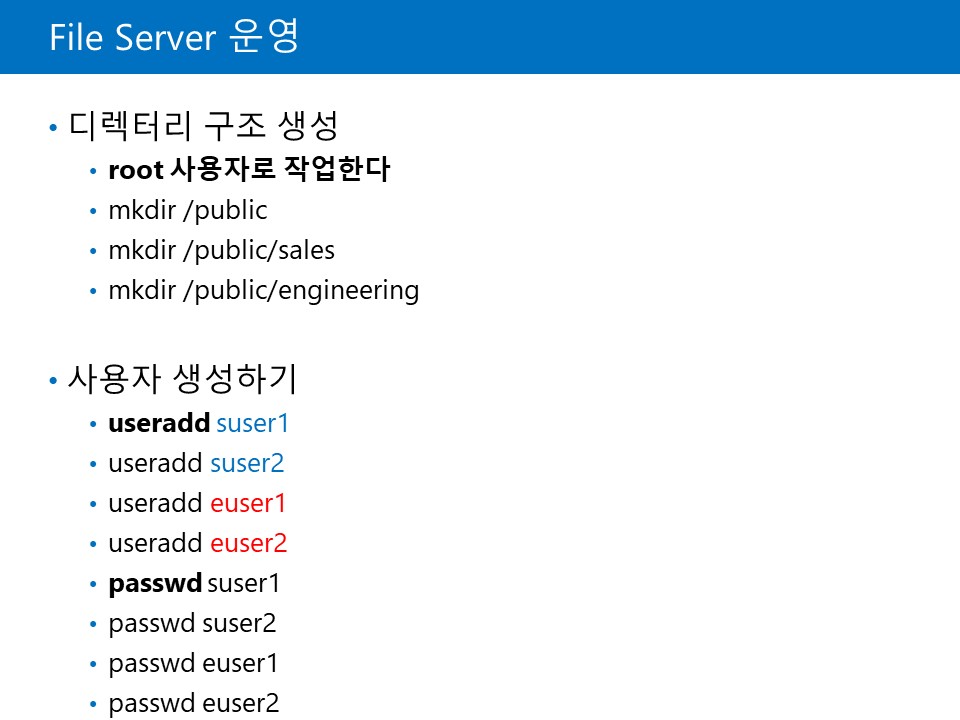 File Server 운영
• 디렉터리 구조 생성
• root 사용자로 작업한다
• mkdir /public
• mkdir /public/sales
• mkdir /public/engineering
• 사용자 생성하기
• useradd suser1
• useradd suser2
• useradd euser1
• useradd euser2
• passwd suser1
• passwd suser2
• passwd euser1
• passwd euser2